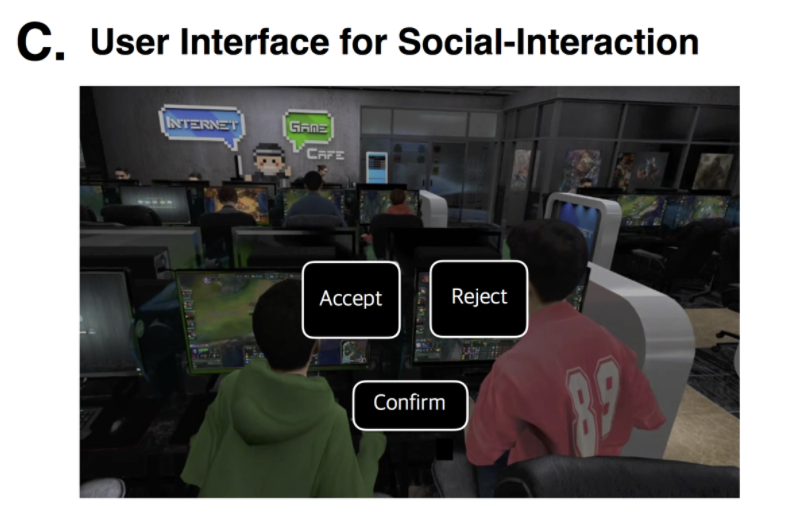 C. User Interface for Social-Interaction
INTERNET
GAME
CAFE
Accept
Reject
Confirm
89